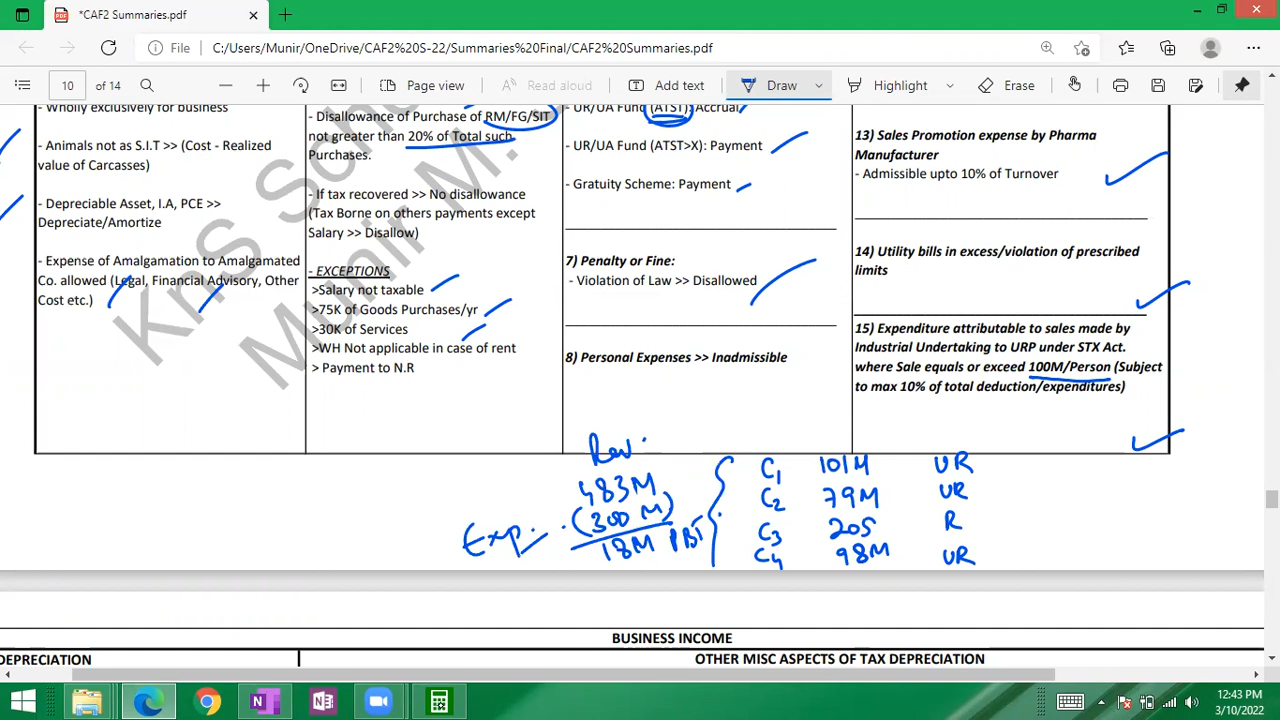 *CAF2 Summaries.pdf
File
C:/Users/Munir/OneDrive/CAF2%20S-22/Summaries%20Final/CAF2%20Summaries.pdf
10 of 14
Page view
Read aloud
Add text
Draw
Highlight
Erase
- Wholly exclusively for business
- Animals not as S.I.T >> (Cost - Realized
value of Carcasses)
- Depreciable Asset, I.A, PCE >>
Depreciate/Amortize
- Expense of Amalgamation to Amalgamated
Co. allowed (Legal, Financial Advisory, Other
Cost etc.)
- Disallowance of Purchase of RM/FG/SIT
not greater than 20% of Total such
Purchases.
- If tax recovered >> No disallowance
(Tax Borne on others payments except
Salary >> Disallow)
- EXCEPTIONS
>Salary not taxable
>75K of Goods Purchases/yr
>30K of Services
>WH Not applicable in case of rent
> Payment to N.R
- UR/UA Fund (ATST): Accrual
- UR/UA Fund (ATST>X): Payment
- Gratuity Scheme: Payment
7) Penalty or Fine:
- Violation of Law >> Disallowed
8) Personal Expenses >> Inadmissible
13) Sales Promotion expense by Pharma
Manufacturer
- Admissible upto 10% of Turnover
14) Utility bills in excess/violation of prescribed
limits
15) Expenditure attributable to sales made by
Industrial Undertaking to URP under STX Act.
where Sale equals or exceed 100M/Person (Subject
to max 10% of total deduction/expenditures)
Munir M.
Rev.
483M
Exp. (300 M)
18M PBT
C1 101M UR
C2 79M UR
C3 205 R
C4 98M UR
BUSINESS INCOME
DEPRECIATION
OTHER MISC ASPECTS OF TAX DEPRECIATION
12:43 PM
3/10/2022